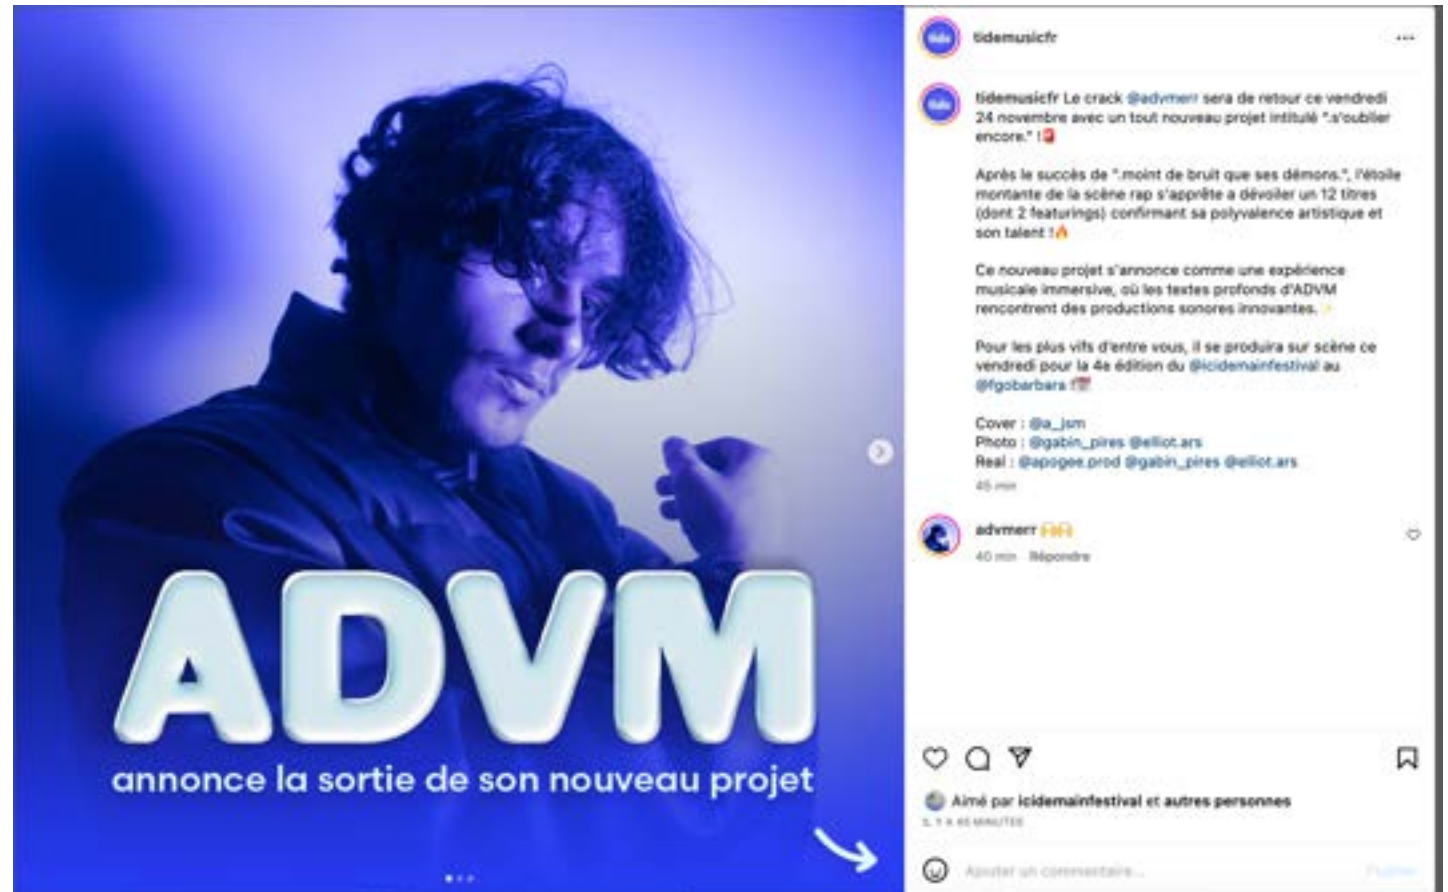 ADVM
annonce la sortie de son nouveau projet
tide
tidemusicfr
tide
tidemusicfr Le crack @advmerr sera de retour ce vendredi
24 novembre avec un tout nouveau projet intitulé ".s'oublier
encore." !
Après le succès de ".moint de bruit que ses démons.", l'étoile
montante de la scène rap s'apprête a dévoiler un 12 titres
(dont 2 featurings) confirmant sa polyvalence artistique et
son talent !🔥
Ce nouveau projet s'annonce comme une expérience
musicale immersive, où les textes profonds d'ADVM
rencontrent des productions sonores innovantes.✨
Pour les plus vifs d'entre vous, il se produira sur scène ce
vendredi pour la 4e édition du @icidemainfestival au
@fgobarbara !📅
Cover : @a_jsm
Photo : @gabin_pires @elliot.ars
Real : @apogee.prod @gabin_pires @elliot.ars
45 min
advmerr 🙌🙌
40 min Répondre
Aimé par icidemainfestival et autres personnes
IL Y A 45 MINUTES
Ajouter un commentaire...
Publier